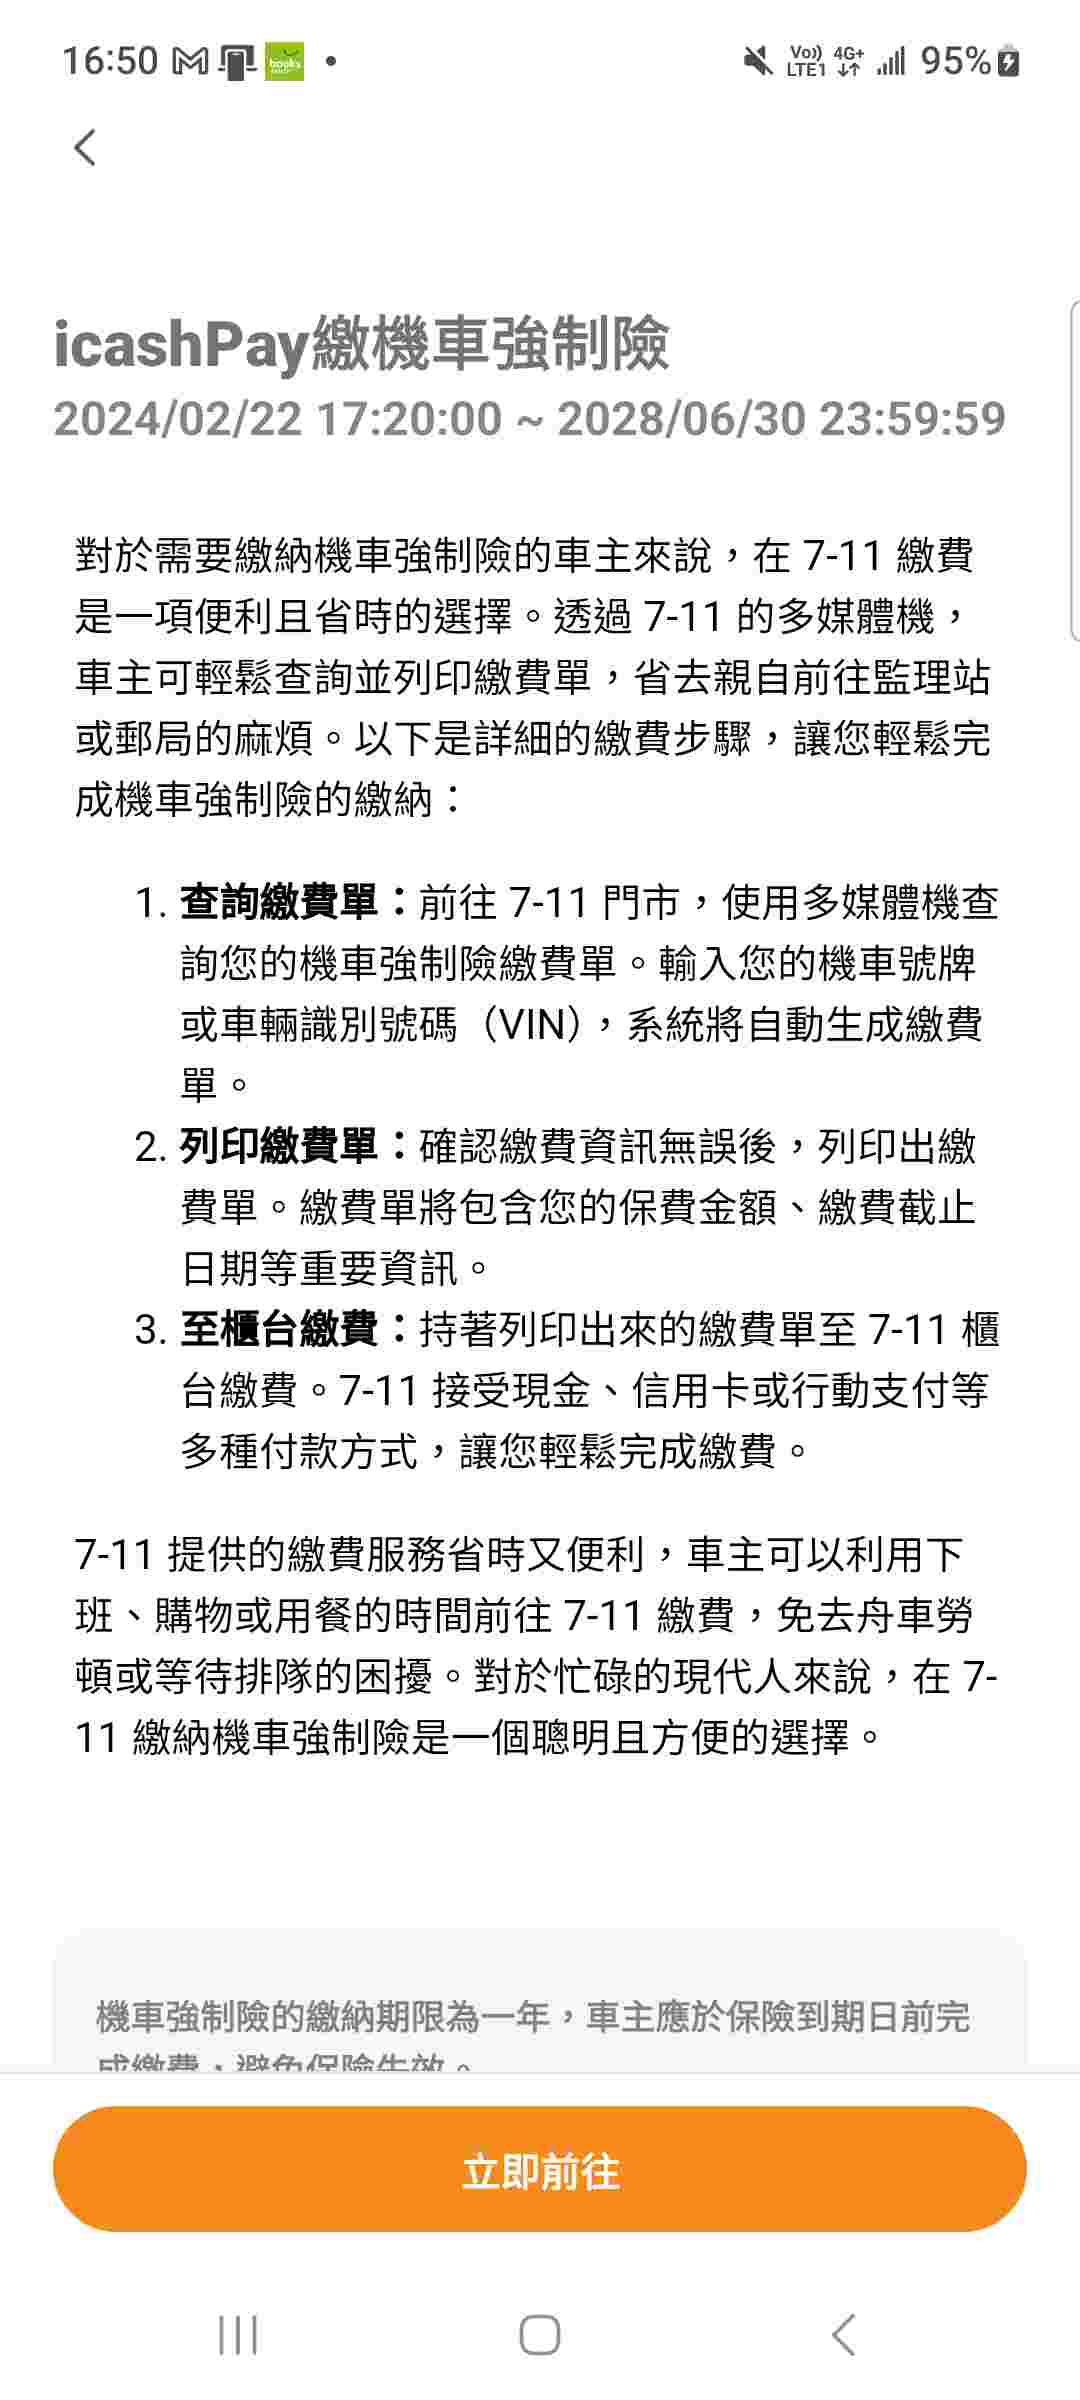 16:50
books
Vo))
LTE1
4G+
95%
icashPay繳機車強制險
2024/02/22 17:20:00 ~ 2028/06/30 23:59:59
對於需要繳納機車強制險的車主來說，在 7-11 繳費
是一項便利且省時的選擇。透過 7-11 的多媒體機，
車主可輕鬆查詢並列印繳費單，省去親自前往監理站
或郵局的麻煩。以下是詳細的繳費步驟，讓您輕鬆完
成機車強制險的繳納：
1. 查詢繳費單：前往 7-11 門市，使用多媒體機查
詢您的機車強制險繳費單。輸入您的機車號牌
或車輛識別號碼（VIN），系統將自動生成繳費
單。
2. 列印繳費單：確認繳費資訊無誤後，列印出繳
費單。繳費單將包含您的保費金額、繳費截止
日期等重要資訊。
3. 至櫃台繳費：持著列印出來的繳費單至 7-11 櫃
台繳費。7-11 接受現金、信用卡或行動支付等
多種付款方式，讓您輕鬆完成繳費。
7-11 提供的繳費服務省時又便利，車主可以利用下
班、購物或用餐的時間前往 7-11 繳費，免去舟車勞
頓或等待排隊的困擾。對於忙碌的現代人來說，在 7-
11 繳納機車強制險是一個聰明且方便的選擇。
機車強制險的繳納期限為一年，車主應於保險到期日前完
成繳費，避免保險失效。
立即前往